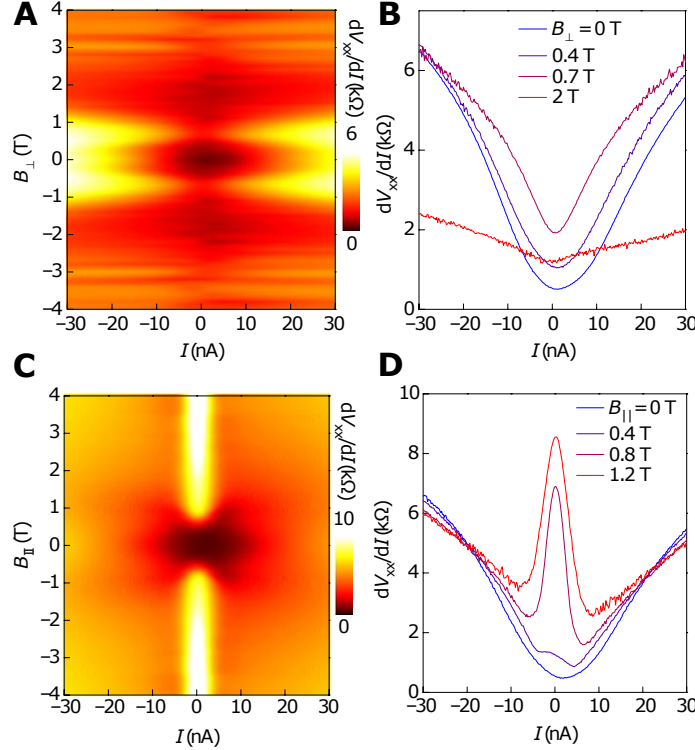 A
4
3
2
1
0
−1
−2
−3
−4
B⊥ (T)
−30
−20
−10
0
10
20
30
I (nA)
dVxx/dI (kΩ)
6
0
B
B⊥ = 0 T
0.4 T
0.7 T
2 T
6
4
2
0
dVxx/dI (kΩ)
−30
−20
−10
0
10
20
30
I (nA)
C
4
3
2
1
0
−1
−2
−3
−4
B|| (T)
−30
−20
−10
0
10
20
30
I (nA)
dVxx/dI (kΩ)
10
0
D
B|| = 0 T
0.4 T
0.8 T
1.2 T
10
8
6
4
2
0
dVxx/dI (kΩ)
−30
−20
−10
0
10
20
30
I (nA)